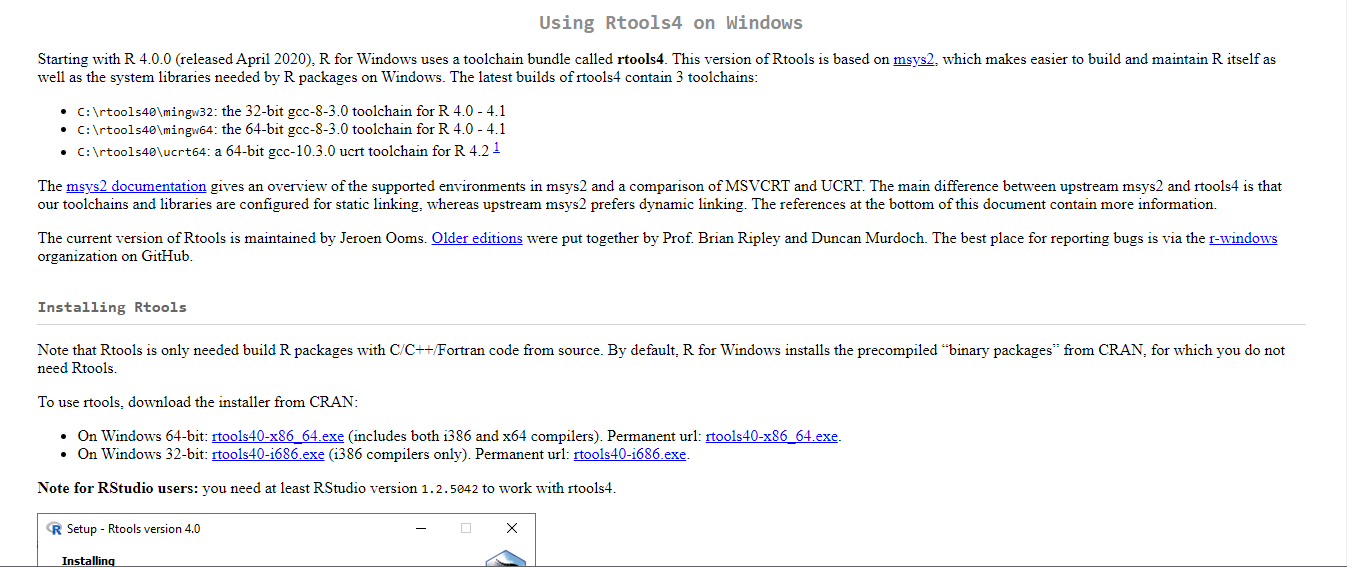 Using Rtools4 on Windows
Starting with R 4.0.0 (released April 2020), R for Windows uses a toolchain bundle called rtools4. This version of Rtools is based on msys2, which makes easier to build and maintain R itself as
well as the system libraries needed by R packages on Windows. The latest builds of rtools4 contain 3 toolchains:
• C:\rtools40\mingw32: the 32-bit gcc-8-3.0 toolchain for R 4.0 - 4.1
• C:\rtools40\mingw64: the 64-bit gcc-8-3.0 toolchain for R 4.0 - 4.1
• C:\rtools40\ucrt64: a 64-bit gcc-10.3.0 ucrt toolchain for R 4.2 1
The msys2 documentation gives an overview of the supported environments in msys2 and a comparison of MSVCRT and UCRT. The main difference between upstream msys2 and rtools4 is that
our toolchains and libraries are configured for static linking, whereas upstream msys2 prefers dynamic linking. The references at the bottom of this document contain more information.
The current version of Rtools is maintained by Jeroen Ooms. Older editions were put together by Prof. Brian Ripley and Duncan Murdoch. The best place for reporting bugs is via the r-windows
organization on GitHub.
Installing Rtools
Note that Rtools is only needed build R packages with C/C++/Fortran code from source. By default, R for Windows installs the precompiled “binary packages” from CRAN, for which you do not
need Rtools.
To use rtools, download the installer from CRAN:
• On Windows 64-bit: rtools40-x86_64.exe (includes both i386 and x64 compilers). Permanent url: rtools40-x86_64.exe.
• On Windows 32-bit: rtools40-i686.exe (i386 compilers only). Permanent url: rtools40-i686.exe.
Note for RStudio users: you need at least RStudio version 1.2.5042 to work with rtools4.
R Setup - Rtools version 4.0
Installing